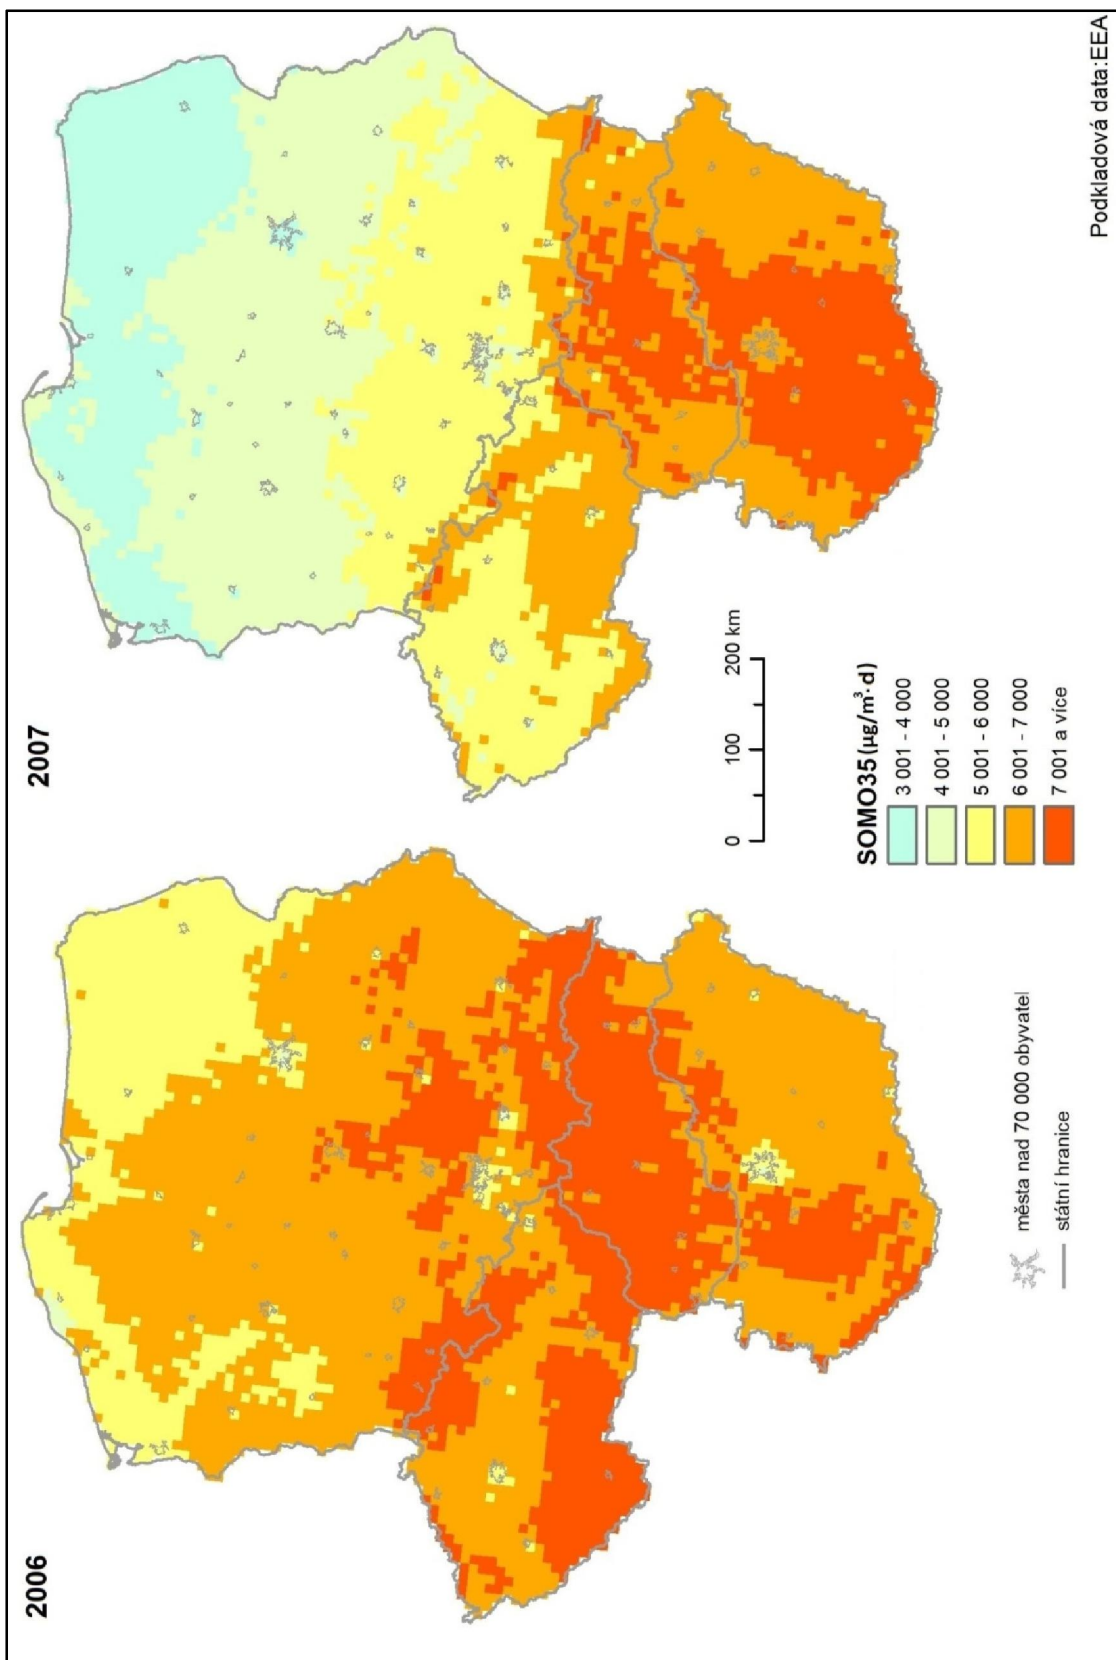 2006
2007
0 100 200 km
SOMO35 (µg/m³·d)
3 001 - 4 000
4 001 - 5 000
5 001 - 6 000
6 001 - 7 000
7 001 a více
města nad 70 000 obyvatel
státní hranice
Podkladová data:EEA